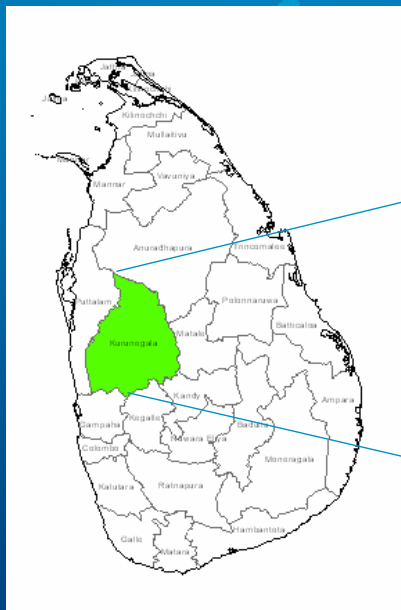 Jaffna
Kilinochchi
Mullaitivu
Vavuniya
Mannar
Anuradhapura
Trincomalee
Puttalam
Polonnaruwa
Kurunegala
Matale
Batticaloa
Kandy
Ampara
Kegalle
Gampaha
Nuwara Eliya
Badulla
Colombo
Moneragala
Kalutara
Ratnapura
Hambantota
Galle
Matara